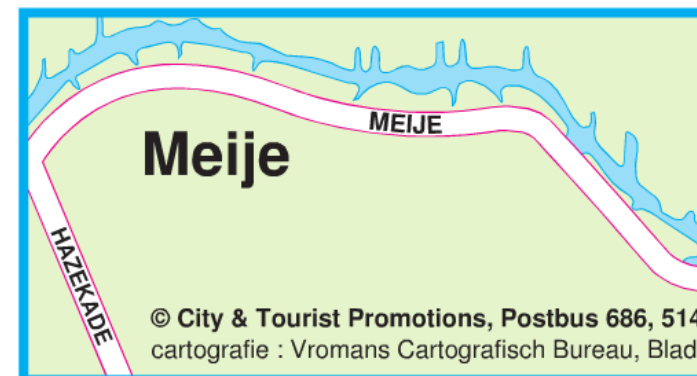 MEIJE
Meije
HAZEKADE
© City & Tourist Promotions, Postbus 686, 514
cartografie : Vromans Cartografisch Bureau, Blad